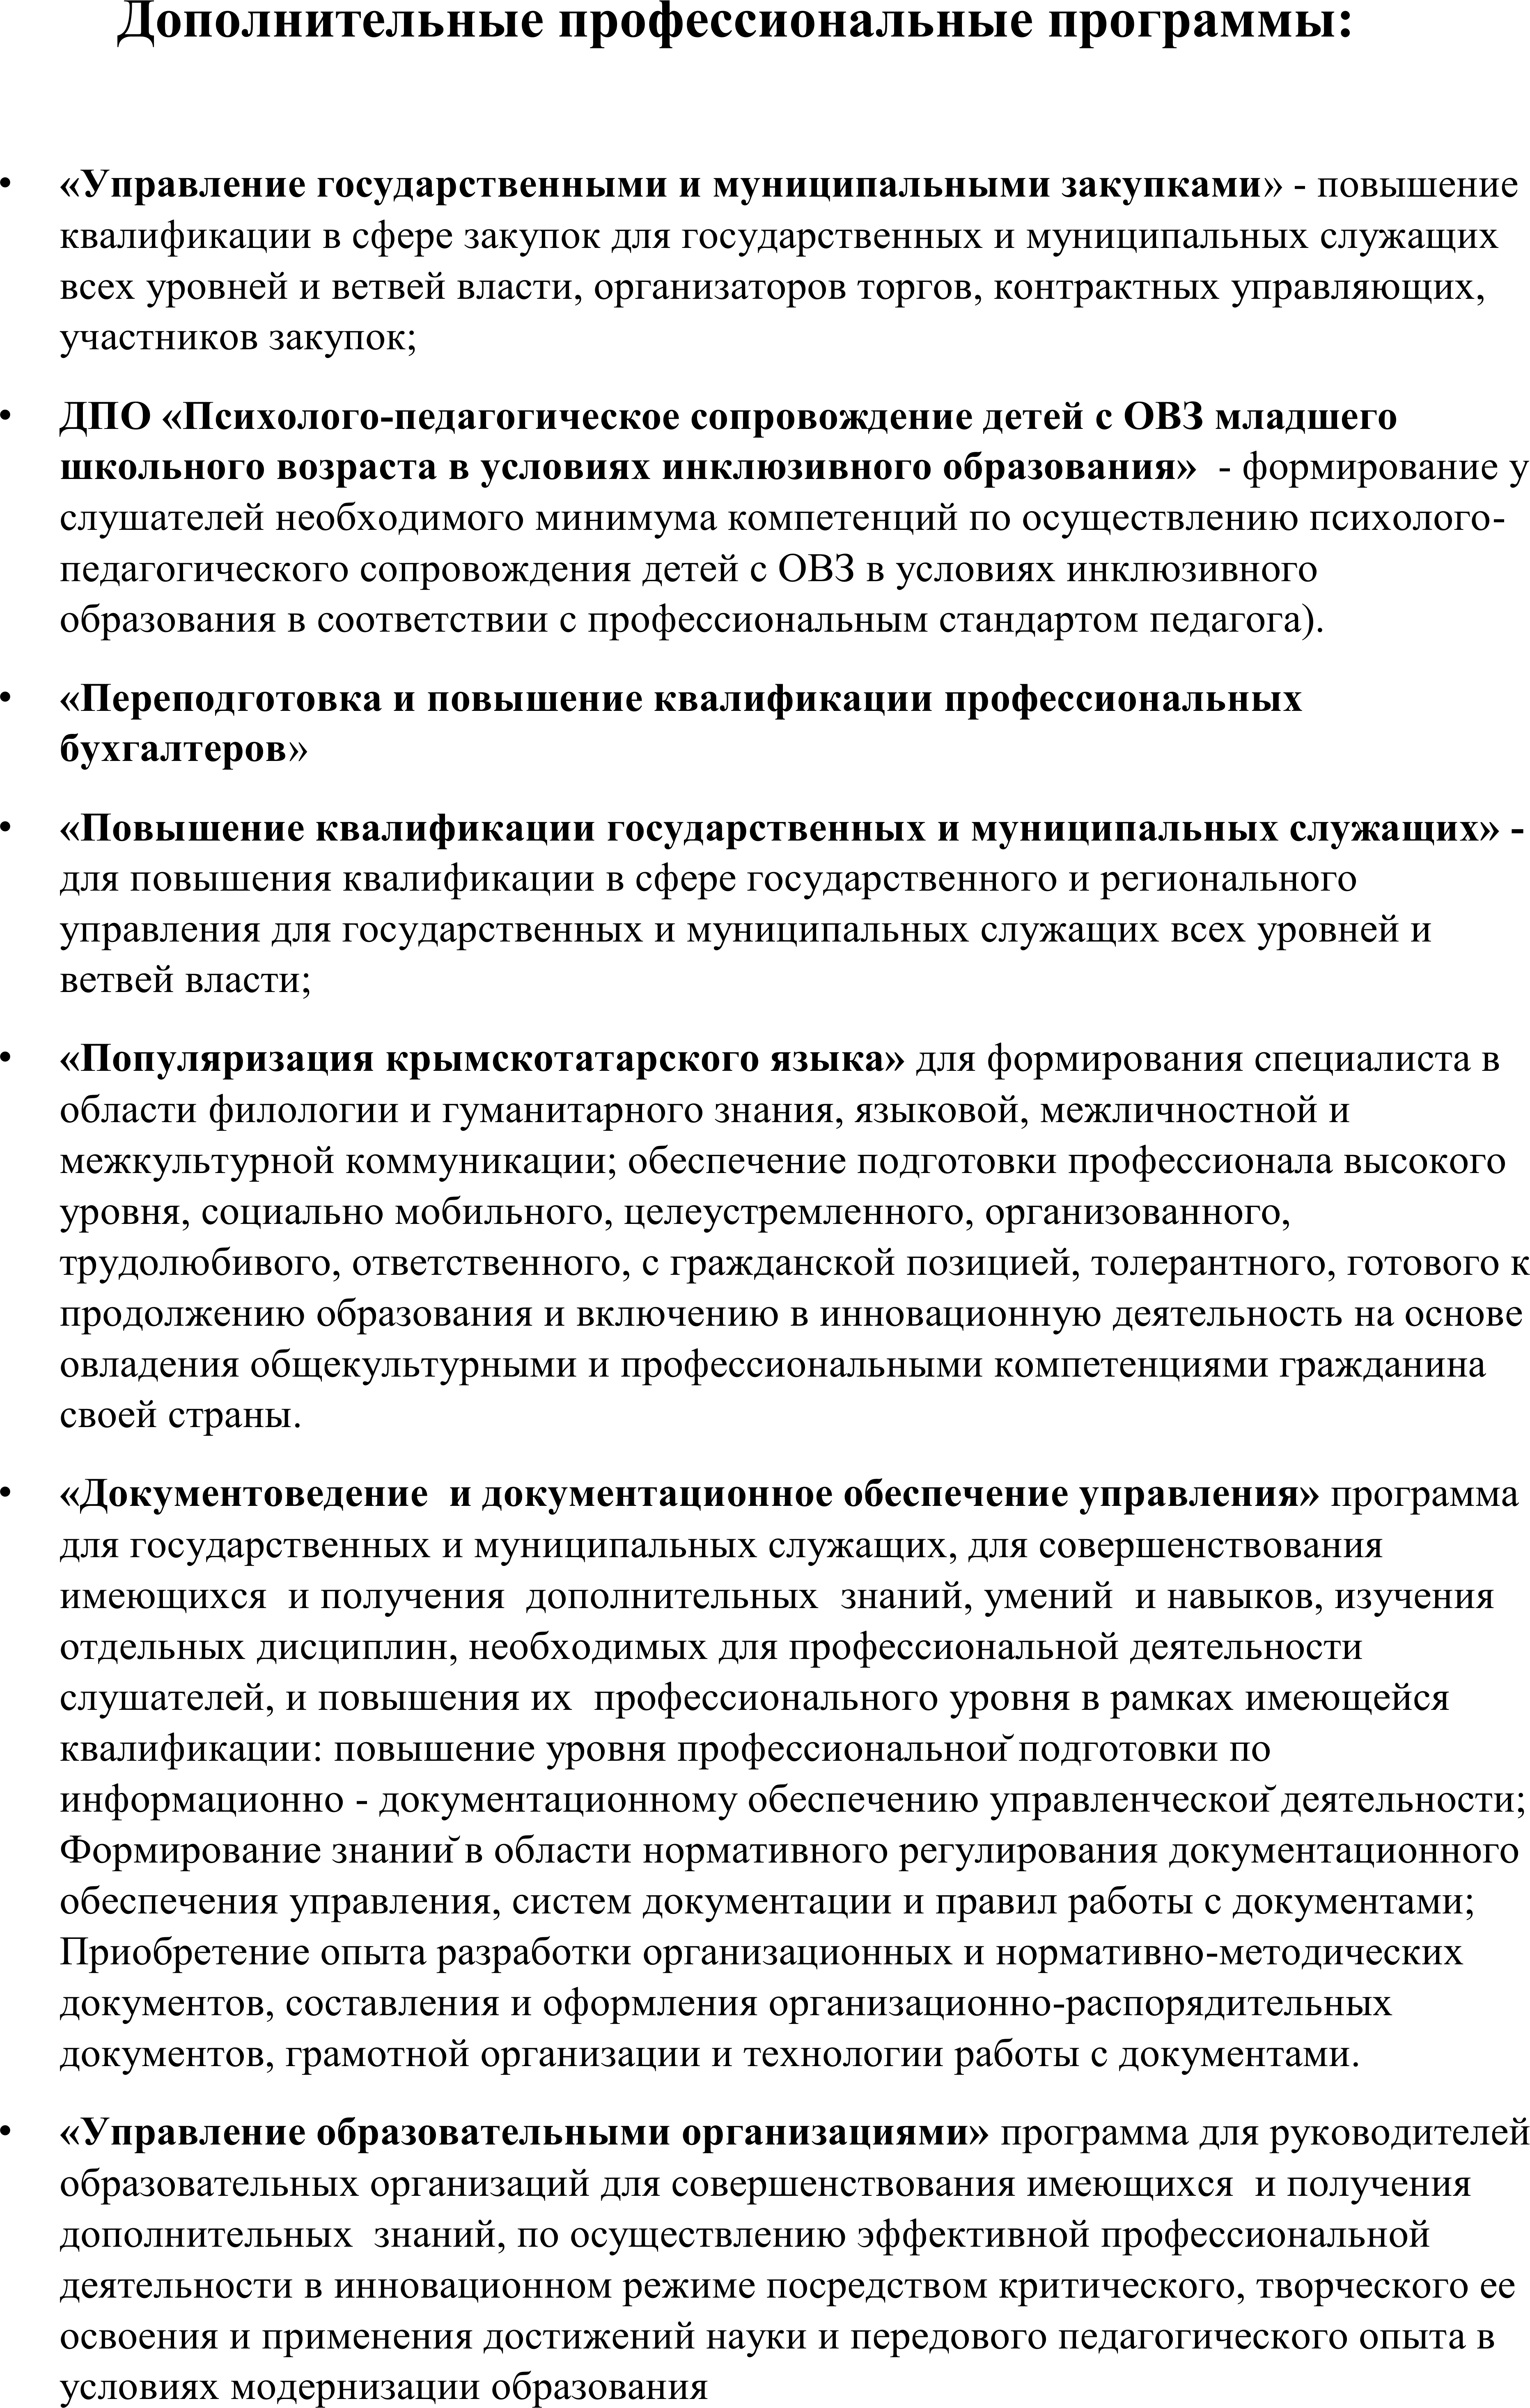 Дополнительные профессиональные программы:
• «Управление государственными и муниципальными закупками» - повышение
квалификации в сфере закупок для государственных и муниципальных служащих
всех уровней и ветвей власти, организаторов торгов, контрактных управляющих,
участников закупок;
• ДПО «Психолого-педагогическое сопровождение детей с ОВЗ младшего
школьного возраста в условиях инклюзивного образования»  - формирование у
слушателей необходимого минимума компетенций по осуществлению психолого-
педагогического сопровождения детей с ОВЗ в условиях инклюзивного
образования в соответствии с профессиональным стандартом педагога).
• «Переподготовка и повышение квалификации профессиональных
бухгалтеров»
• «Повышение квалификации государственных и муниципальных служащих» -
для повышения квалификации в сфере государственного и регионального
управления для государственных и муниципальных служащих всех уровней и
ветвей власти;
• «Популяризация крымскотатарского языка» для формирования специалиста в
области филологии и гуманитарного знания, языковой, межличностной и
межкультурной коммуникации; обеспечение подготовки профессионала высокого
уровня, социально мобильного, целеустремленного, организованного,
трудолюбивого, ответственного, с гражданской позицией, толерантного, готового к
продолжению образования и включению в инновационную деятельность на основе
овладения общекультурными и профессиональными компетенциями гражданина
своей страны.
• «Документоведение  и документационное обеспечение управления» программа
для государственных и муниципальных служащих, для совершенствования
имеющихся  и получения  дополнительных  знаний, умений  и навыков, изучения
отдельных дисциплин, необходимых для профессиональной деятельности
слушателей, и повышения их  профессионального уровня в рамках имеющейся
квалификации: повышение уровня профессиональной подготовки по
информационно - документационному обеспечению управленческой деятельности;
Формирование знаний в области нормативного регулирования документационного
обеспечения управления, систем документации и правил работы с документами;
Приобретение опыта разработки организационных и нормативно-методических
документов, составления и оформления организационно-распорядительных
документов, грамотной организации и технологии работы с документами.
• «Управление образовательными организациями» программа для руководителей
образовательных организаций для совершенствования имеющихся  и получения
дополнительных  знаний, по осуществлению эффективной профессиональной
деятельности в инновационном режиме посредством критического, творческого ее
освоения и применения достижений науки и передового педагогического опыта в
условиях модернизации образования